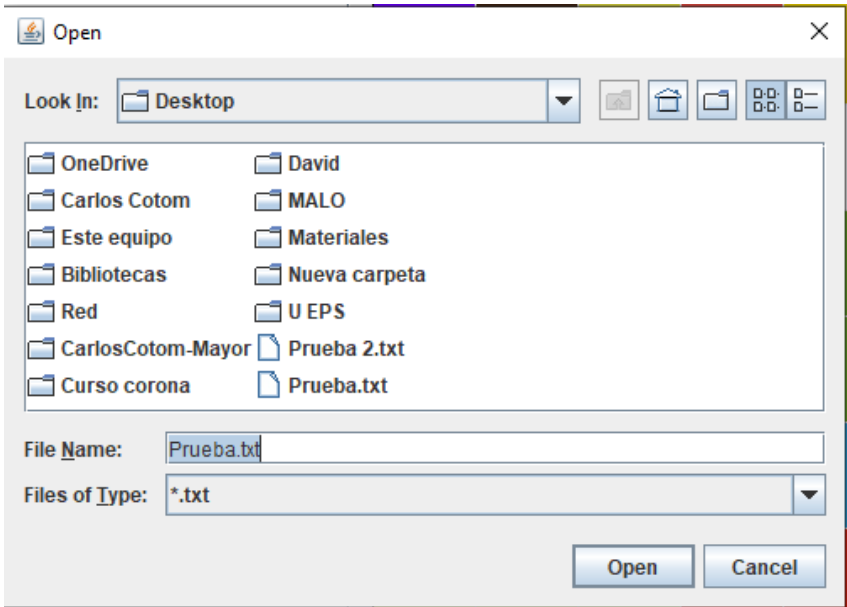 Open
Look In: Desktop
OneDrive David
Carlos Cotom MALO
Este equipo Materiales
Bibliotecas Nueva carpeta
Red U EPS
CarlosCotom-Mayor Prueba 2.txt
Curso corona Prueba.txt
File Name: Prueba.txt
Files of Type: *.txt
Open Cancel